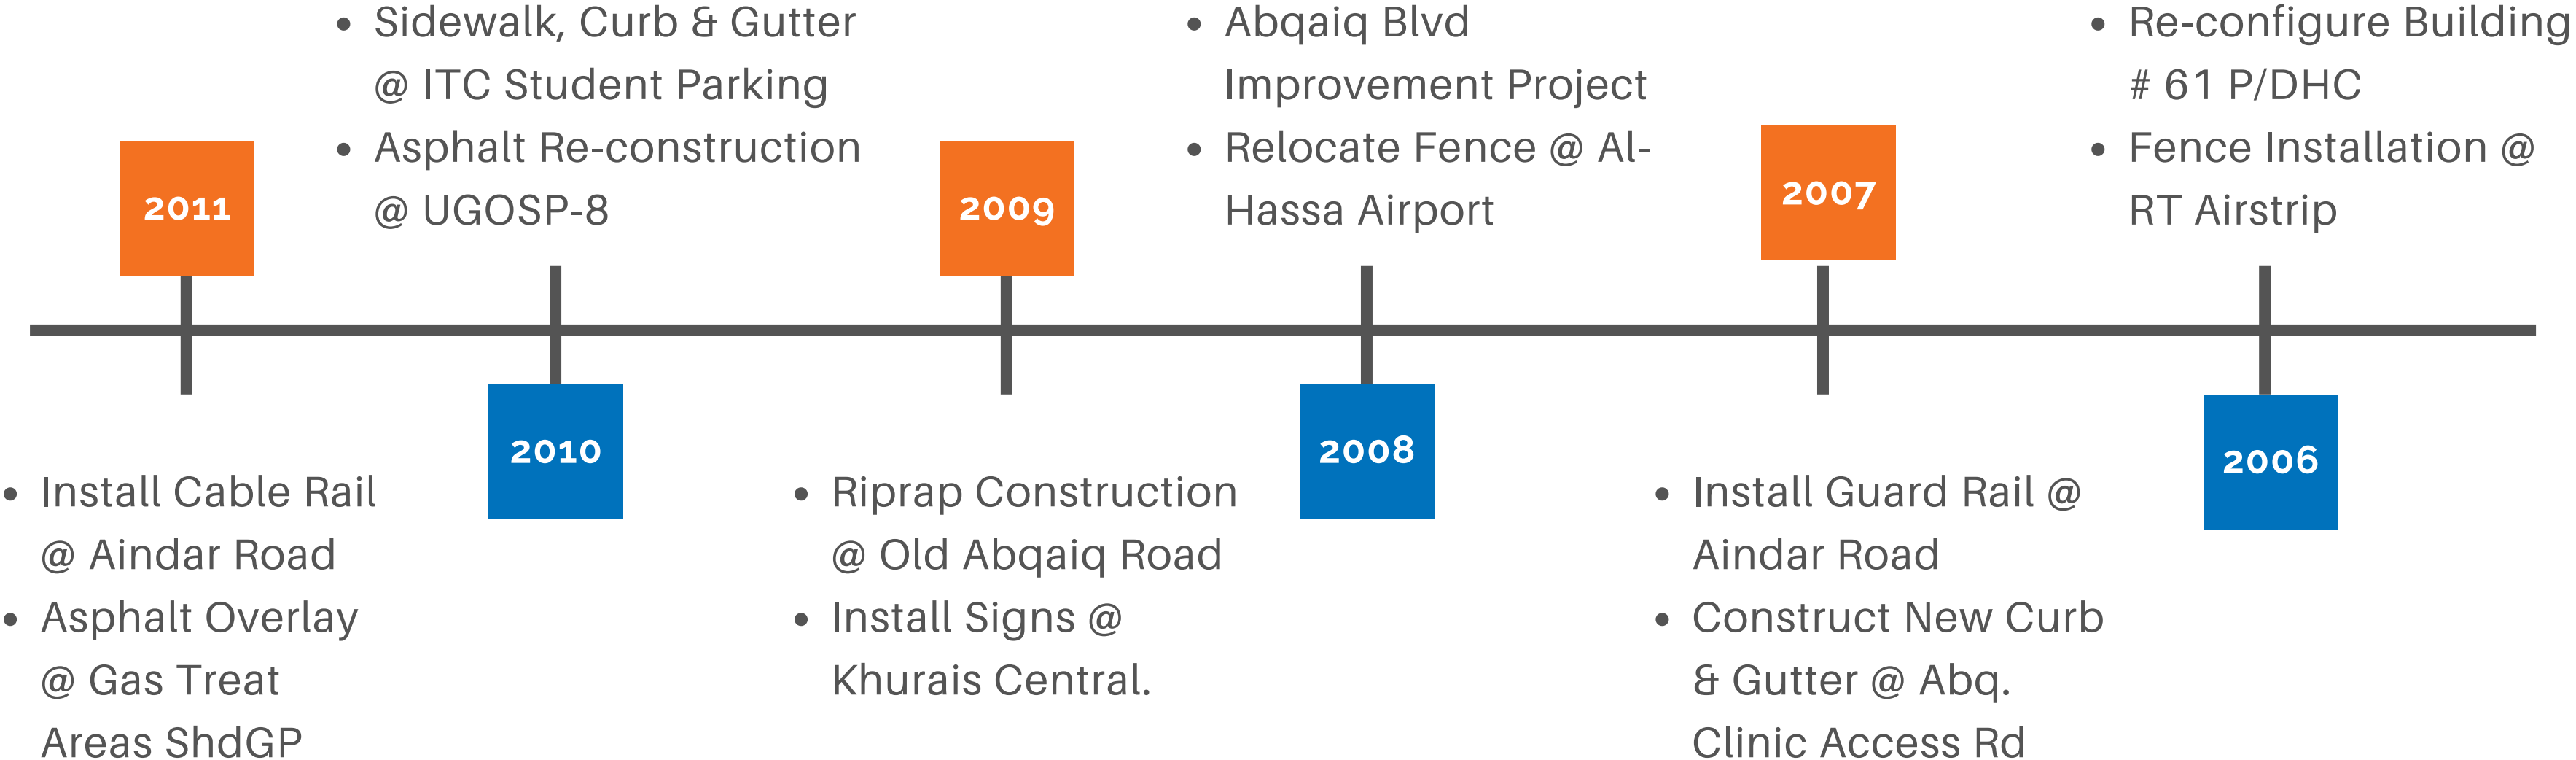 2011
• Install Cable Rail
@ Aindar Road
• Asphalt Overlay
@ Gas Treat
Areas ShdGP
• Sidewalk, Curb & Gutter
@ ITC Student Parking
• Asphalt Re-construction
@ UGOSP-8
2010
2009
• Riprap Construction
@ Old Abqaiq Road
• Install Signs @
Khurais Central.
• Abqaiq Blvd
Improvement Project
• Relocate Fence @ Al-
Hassa Airport
2008
2007
• Install Guard Rail @
Aindar Road
• Construct New Curb
& Gutter @ Abq.
Clinic Access Rd
• Re-configure Building
# 61 P/DHC
• Fence Installation @
RT Airstrip
2006